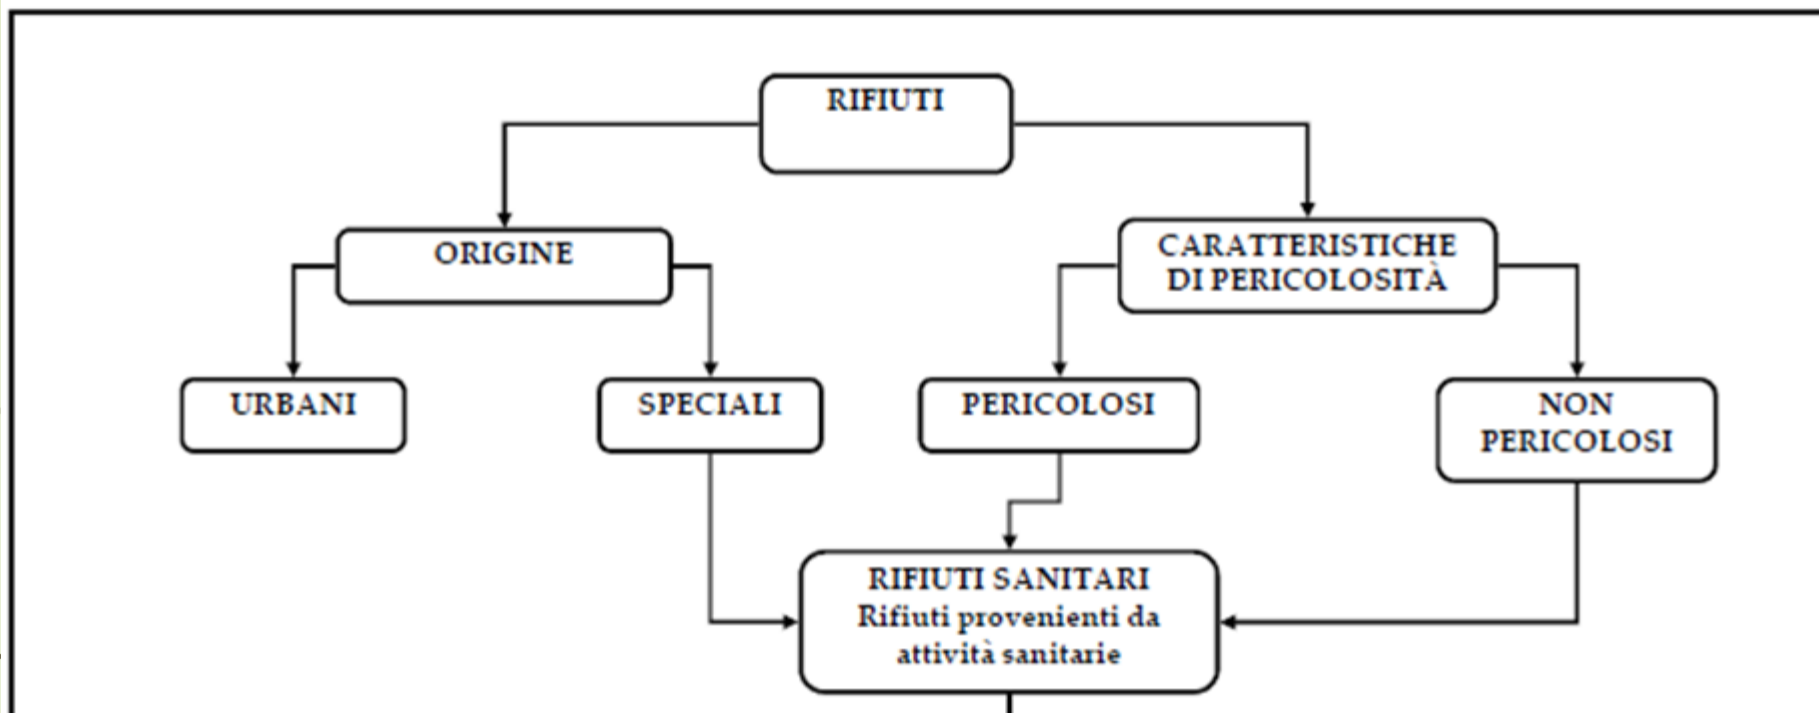 RIFIUTI
ORIGINE
CARATTERISTICHE
DI PERICOLOSITÀ
URBANI
SPECIALI
PERICOLOSI
NON
PERICOLOSI
RIFIUTI SANITARI
Rifiuti provenienti da
attività sanitarie